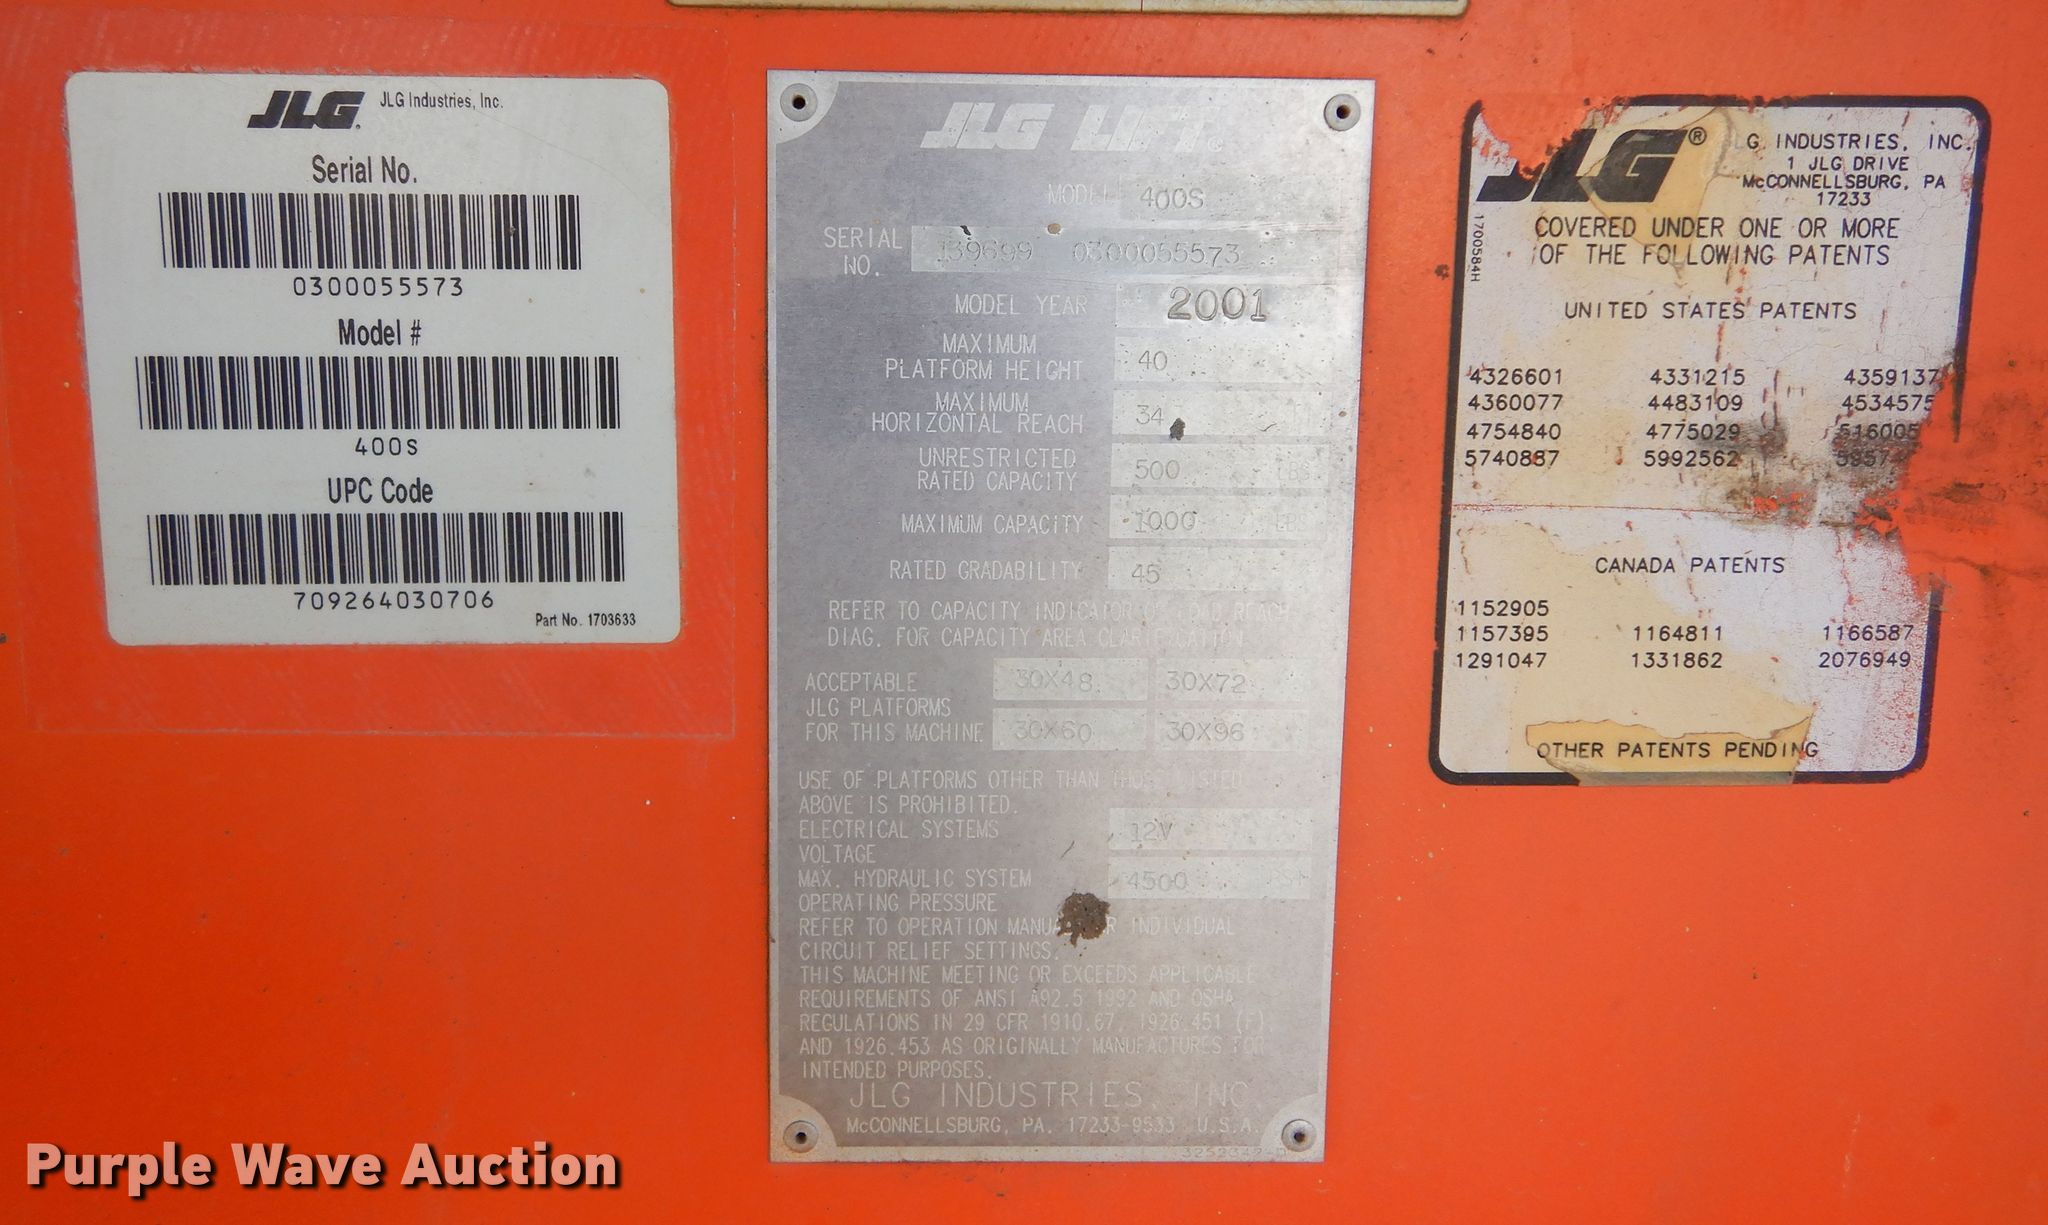 JLG JLG Industries, Inc.
Serial No.
0300055573
Model #
400S
UPC Code
709264030706
Part No. 1703633
JLG LIFT®
MODEL 400S
SERIAL NO. 139699 0300055573
MODEL YEAR 2001
MAXIMUM
PLATFORM HEIGHT 40
MAXIMUM
HORIZONTAL REACH 34
UNRESTRICTED
RATED CAPACITY 500 LBS
MAXIMUM CAPACITY 1000 LBS
RATED GRADABILITY 45
REFER TO CAPACITY INDICATOR LOAD REACH
DIAG. FOR CAPACITY AREA
ACCEPTABLE
JLG PLATFORMS
FOR THIS MACHINE
30X48 30X72
30X60 30X96
USE OF PLATFORMS OTHER THAN THOSE LISTED
ABOVE IS PROHIBITED.
ELECTRICAL SYSTEMS
VOLTAGE 12V
MAX. HYDRAULIC SYSTEM
OPERATING PRESSURE 4500 PSI
REFER TO OPERATION INDIVIDUAL
CIRCUIT RELIEF SETTINGS.
THIS MACHINE MEETING OR EXCEEDS APPLICABLE
REQUIREMENTS OF ANSI A92.5 1992 AND OSHA
REGULATIONS IN 29 CFR 1910.67, 1926.451 (F)
AND 1926.453 AS ORIGINALLY MANUFACTURES FOR
INTENDED PURPOSES.
JLG INDUSTRIES, INC.
McCONNELLSBURG, PA. 17233-9533 U.S.A.
JLG® JLG INDUSTRIES, INC.
1 JLG DRIVE
McCONNELLSBURG, PA
17233
1700584H
COVERED UNDER ONE OR MORE
OF THE FOLLOWING PATENTS
UNITED STATES PATENTS
4326601 4331215 4359137
4360077 4483109 4534575
4754840 4775029
5740887 5992562
CANADA PATENTS
1152905
1157395 1164811 1166587
1291047 1331862 2076949
OTHER PATENTS PENDING
Purple Wave Auction